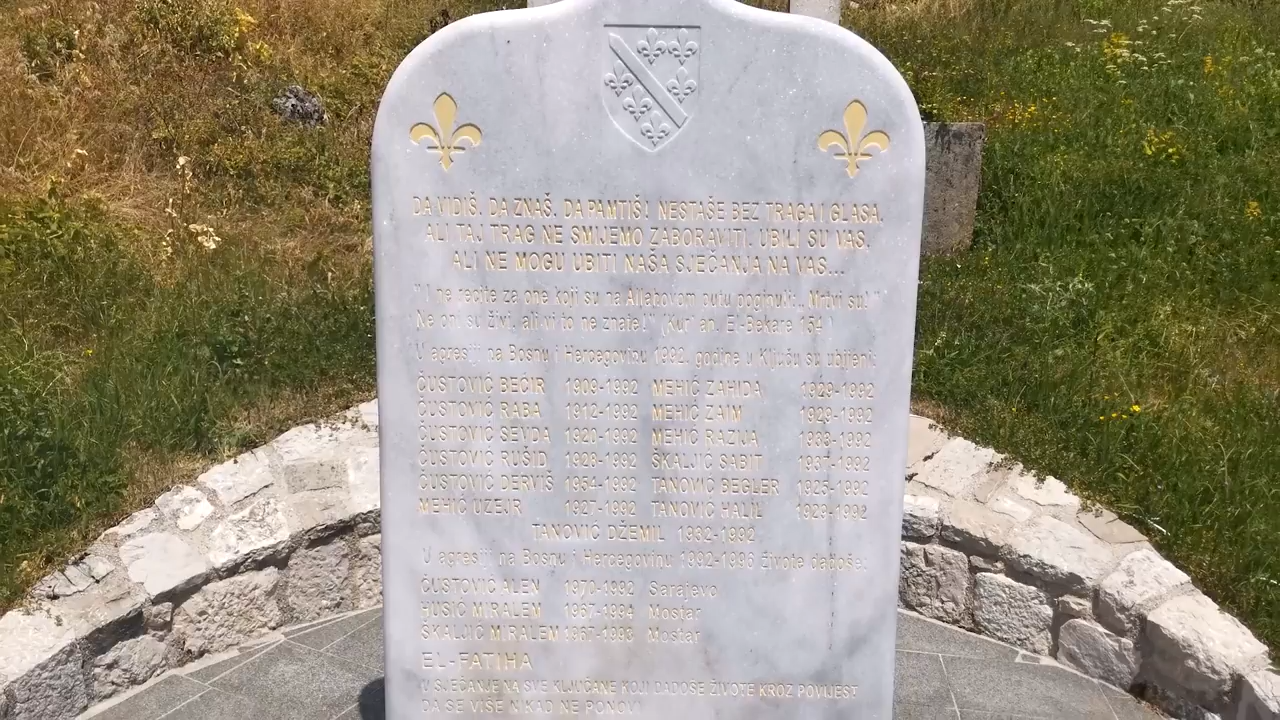 DA VIDIŠ. DA ZNAŠ. DA PAMTIŠ! NESTAŠE BEZ TRAGA I GLASA.
ALI TAJ TRAG NE SMIJEMO ZABORAVITI. UBILI SU VAS.
ALI NE MOGU UBITI NAŠA SJEĆANJA NA VAS...
" I ne recite za one koji su na Allahovom putu poginuli:.. Mrtvi su! "
Ne oni su živi, ali vi to ne znate!" (Kur' an, El-Bekare 154)
U agresiji na Bosnu i Hercegovinu 1992. godine u Ključu su ubijeni:
ČUSTOVIĆ BEĆIR 1909-1992 MEHIĆ ZAHIDA 1929-1992
ČUSTOVIĆ RABA 1912-1992 MEHIĆ ZAIM 1929-1992
ČUSTOVIĆ ŠEVDA 1920-1992 MEHIĆ RAZIJA 1938-1992
ČUSTOVIĆ RUŠID 1928-1992 ŠKALJIĆ SABIT 1937-1992
ČUSTOVIĆ DERVIŠ 1954-1992 TANOVIĆ BEGLER 1925-1992
MEHIĆ UZEJR 1927-1992 TANOVIĆ HALIL 1929-1992
TANOVIĆ DŽEMIL 1932-1992
U agresiji na Bosnu i Hercegovinu 1992-1996 živote dadoše:
ČUSTOVIĆ ALEN 1970-1992 Sarajevo
HUSIĆ MIRALEM 1967-1994 Mostar
ŠKALJIĆ MIRALEM 1967-1993 Mostar
EL-FATIHA
U SJEĆANJE NA SVE KLJUČANE KOJI DADOŠE ŽIVOTE KROZ POVIJEST
DA SE VIŠE NIKAD NE PONOVI